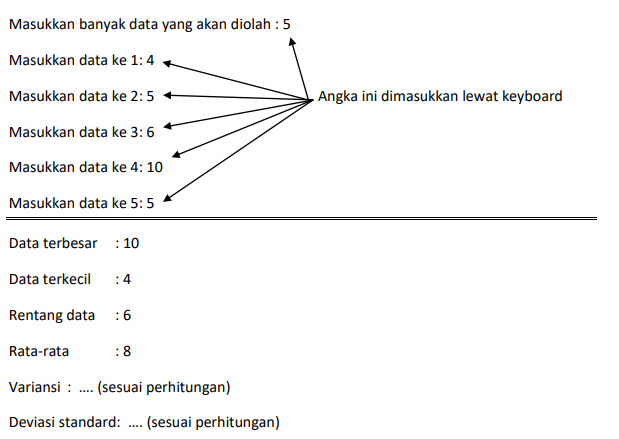 Masukkan banyak data yang akan diolah : 5
Masukkan data ke 1: 4
Masukkan data ke 2: 5
Angka ini dimasukkan lewat keyboard
Masukkan data ke 3: 6
Masukkan data ke 4: 10
Masukkan data ke 5: 5
Data terbesar : 10
Data terkecil : 4
Rentang data : 6
Rata-rata : 8
Variansi : .... (sesuai perhitungan)
Deviasi standard: .... (sesuai perhitungan)